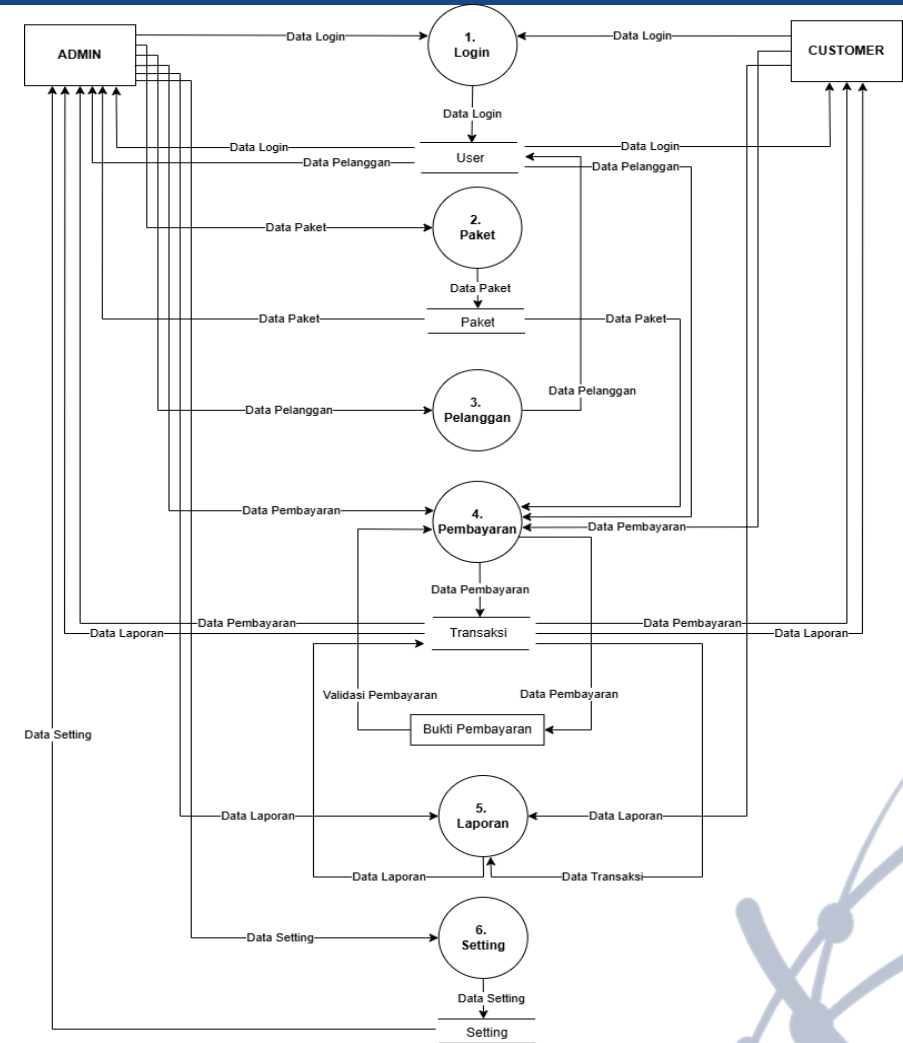 ADMIN
Data Login
1.
Login
Data Login
CUSTOMER
Data Login
Data Login
User
Data Login
Data Pelanggan
Data Pelanggan
2.
Paket
Data Paket
Data Paket
Data Paket
Paket
Data Paket
3.
Pelanggan
Data Pelanggan
Data Pelanggan
4.
Pembayaran
Data Pembayaran
Data Pembayaran
Data Pembayaran
Data Pembayaran
Data Pembayaran
Data Laporan
Transaksi
Data Laporan
Validasi Pembayaran
Data Pembayaran
Bukti Pembayaran
Data Setting
5.
Laporan
Data Laporan
Data Laporan
Data Laporan
Data Transaksi
6.
Setting
Data Setting
Data Setting
Setting